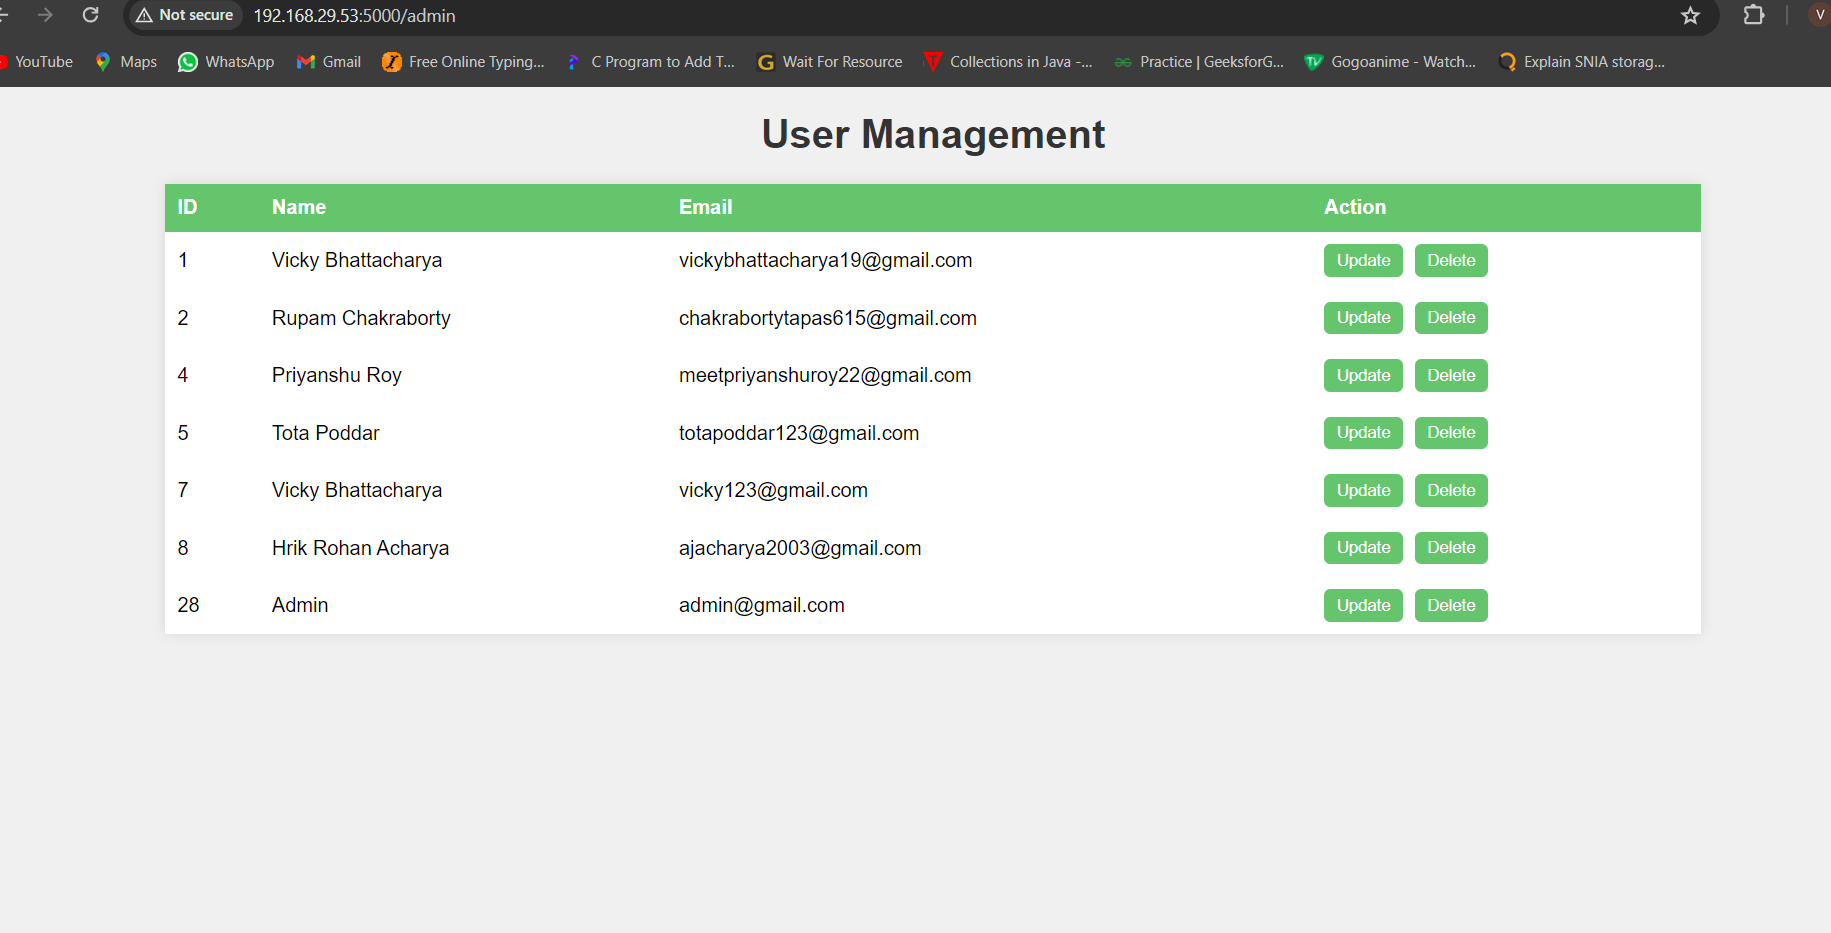 Not secure 192.168.29.53:5000/admin V
YouTube Maps WhatsApp Gmail Free Online Typing... C Program to Add T... Wait For Resource Collections in Java -... Practice | GeeksforG... Gogoanime - Watch... Explain SNIA storag...
User Management
ID Name Email Action
1 Vicky Bhattacharya vickybhattacharya19@gmail.com Update Delete
2 Rupam Chakraborty chakrabortytapas615@gmail.com Update Delete
4 Priyanshu Roy meetpriyanshuroy22@gmail.com Update Delete
5 Tota Poddar totapoddar123@gmail.com Update Delete
7 Vicky Bhattacharya vicky123@gmail.com Update Delete
8 Hrik Rohan Acharya ajacharya2003@gmail.com Update Delete
28 Admin admin@gmail.com Update Delete